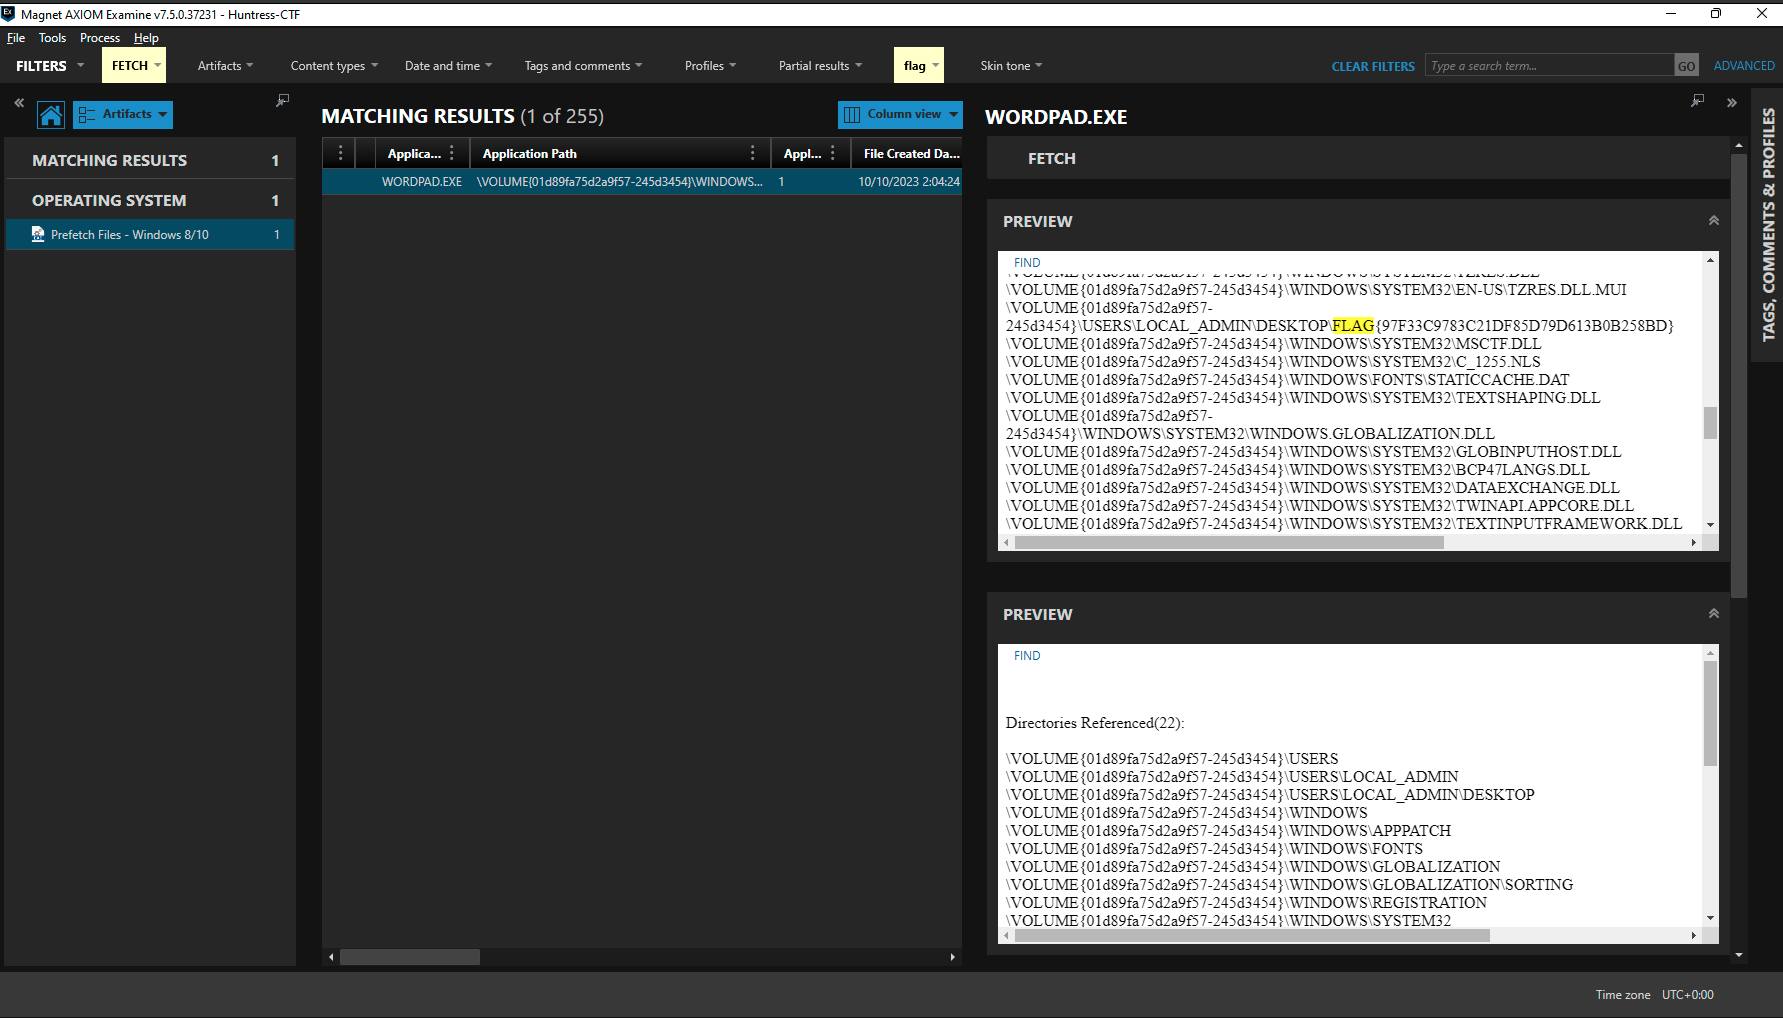 Magnet AXIOM Examine v7.5.0.37231 - Huntress-CTF
File Tools Process Help
FILTERS FETCH Artifacts Content types Date and time Tags and comments Profiles Partial results flag Skin tone CLEAR FILTERS Type a search term... GO ADVANCED
Artifacts
MATCHING RESULTS 1
OPERATING SYSTEM 1
Prefetch Files - Windows 8/10 1
MATCHING RESULTS (1 of 255)
Column view
Applica... Application Path Appl... File Created Da...
WORDPAD.EXE \VOLUME{01d89fa75d2a9f57-245d3454}\WINDOWS... 1 10/10/2023 2:04:24
WORDPAD.EXE
FETCH
PREVIEW
FIND
\VOLUME{01d89fa75d2a9f57-245d3454}\WINDOWS\SYSTEM32\TZRES.DLL
\VOLUME{01d89fa75d2a9f57-245d3454}\WINDOWS\SYSTEM32\EN-US\TZRES.DLL.MUI
\VOLUME{01d89fa75d2a9f57-
245d3454}\USERS\LOCAL_ADMIN\DESKTOP\FLAG{97F33C9783C21DF85D79D613B0B258BD}
\VOLUME{01d89fa75d2a9f57-245d3454}\WINDOWS\SYSTEM32\MSCTF.DLL
\VOLUME{01d89fa75d2a9f57-245d3454}\WINDOWS\SYSTEM32\C_1255.NLS
\VOLUME{01d89fa75d2a9f57-245d3454}\WINDOWS\FONTS\STATICCACHE.DAT
\VOLUME{01d89fa75d2a9f57-245d3454}\WINDOWS\SYSTEM32\TEXTSHAPING.DLL
\VOLUME{01d89fa75d2a9f57-
245d3454}\WINDOWS\SYSTEM32\WINDOWS.GLOBALIZATION.DLL
\VOLUME{01d89fa75d2a9f57-245d3454}\WINDOWS\SYSTEM32\GLOBINPUTHOST.DLL
\VOLUME{01d89fa75d2a9f57-245d3454}\WINDOWS\SYSTEM32\BCP47LANGS.DLL
\VOLUME{01d89fa75d2a9f57-245d3454}\WINDOWS\SYSTEM32\DATAEXCHANGE.DLL
\VOLUME{01d89fa75d2a9f57-245d3454}\WINDOWS\SYSTEM32\TWINAPI.APPCORE.DLL
\VOLUME{01d89fa75d2a9f57-245d3454}\WINDOWS\SYSTEM32\TEXTINPUTFRAMEWORK.DLL
PREVIEW
FIND
Directories Referenced(22):
\VOLUME{01d89fa75d2a9f57-245d3454}\USERS
\VOLUME{01d89fa75d2a9f57-245d3454}\USERS\LOCAL_ADMIN
\VOLUME{01d89fa75d2a9f57-245d3454}\USERS\LOCAL_ADMIN\DESKTOP
\VOLUME{01d89fa75d2a9f57-245d3454}\WINDOWS
\VOLUME{01d89fa75d2a9f57-245d3454}\WINDOWS\APPPATCH
\VOLUME{01d89fa75d2a9f57-245d3454}\WINDOWS\FONTS
\VOLUME{01d89fa75d2a9f57-245d3454}\WINDOWS\GLOBALIZATION
\VOLUME{01d89fa75d2a9f57-245d3454}\WINDOWS\GLOBALIZATION\SORTING
\VOLUME{01d89fa75d2a9f57-245d3454}\WINDOWS\REGISTRATION
\VOLUME{01d89fa75d2a9f57-245d3454}\WINDOWS\SYSTEM32
TAGS, COMMENTS & PROFILES
Time zone UTC+0:00